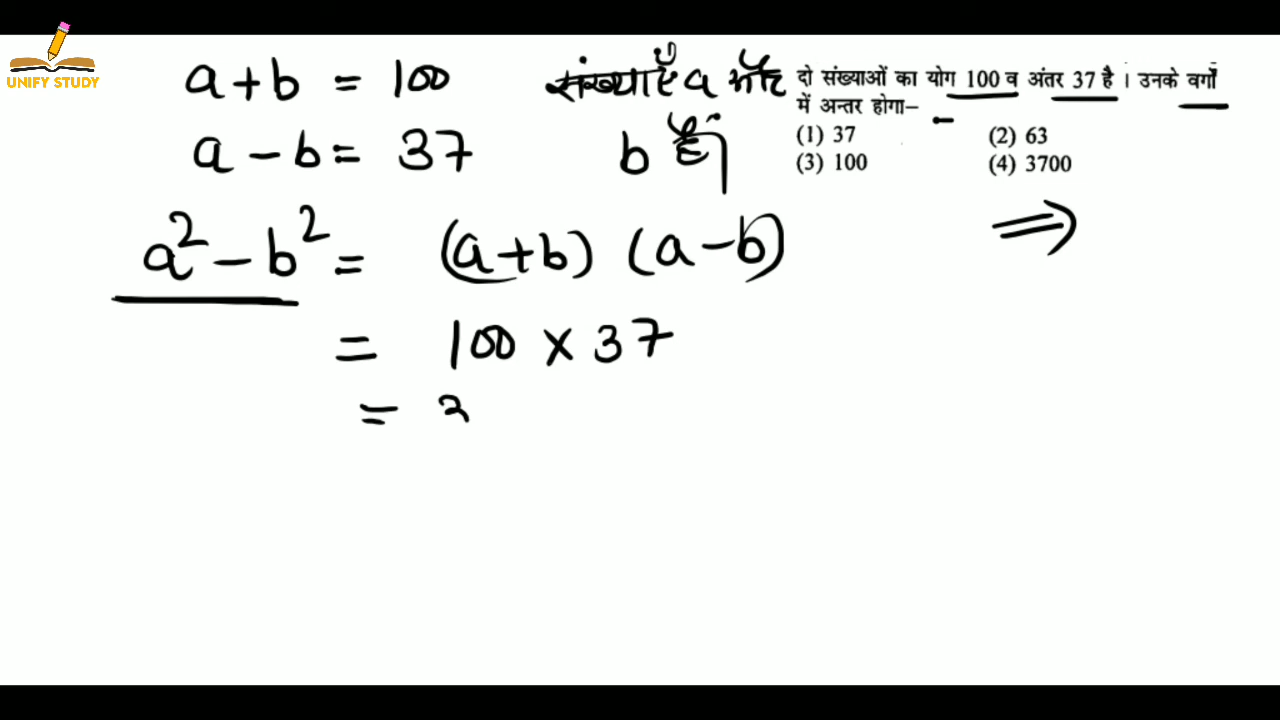 UNIFY STUDY
a + b = 100
a - b = 37
a² - b² = (a + b) (a - b)
= 100 × 37
= 3
संख्याएँ a और
b हैं।
दो संख्याओं का योग 100 व अंतर 37 है । उनके वर्गों
में अन्तर होगा–
(1) 37 (2) 63
(3) 100 (4) 3700
⇒